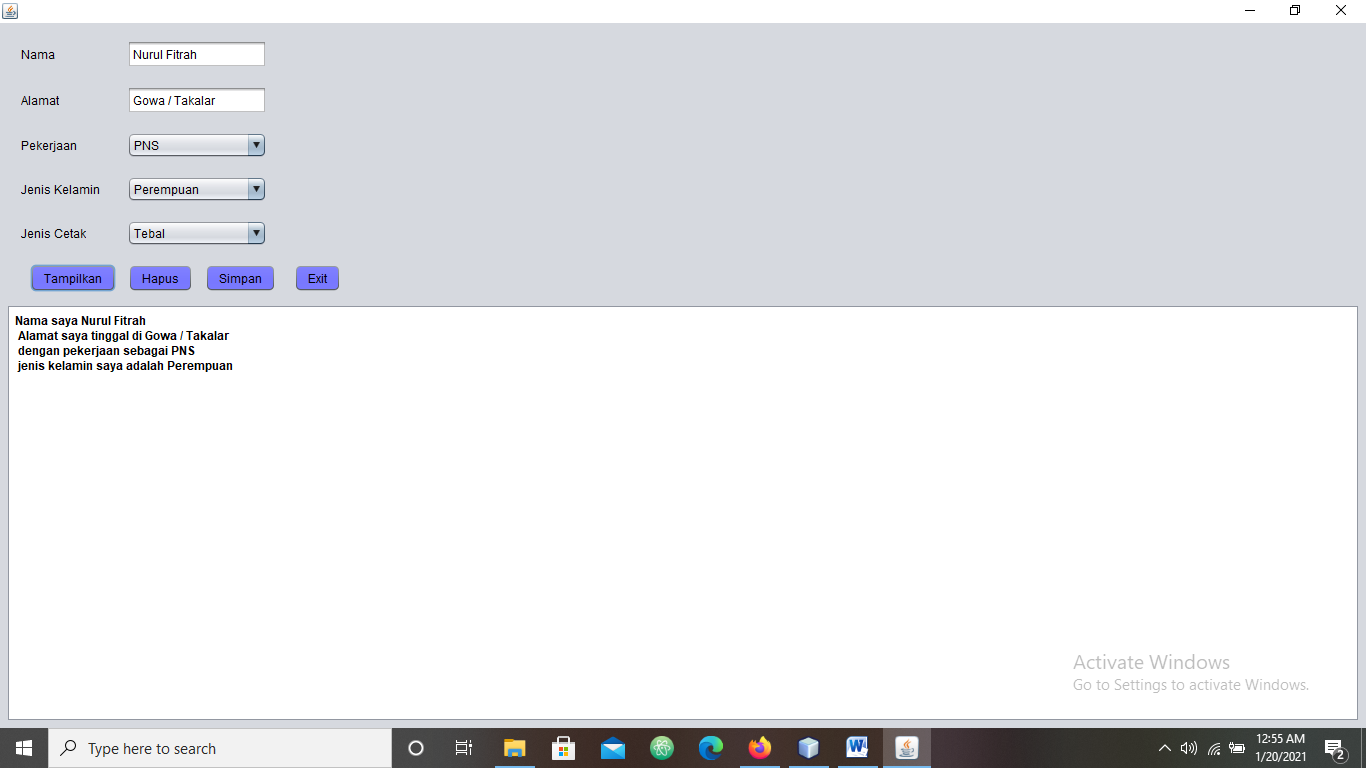 Nama
Nurul Fitrah
Alamat
Gowa / Takalar
Pekerjaan
PNS
Jenis Kelamin
Perempuan
Jenis Cetak
Tebal
Tampilkan
Hapus
Simpan
Exit
Nama saya Nurul Fitrah
Alamat saya tinggal di Gowa / Takalar
dengan pekerjaan sebagai PNS
jenis kelamin saya adalah Perempuan
Activate Windows
Go to Settings to activate Windows.
Type here to search
12:55 AM
1/20/2021
2